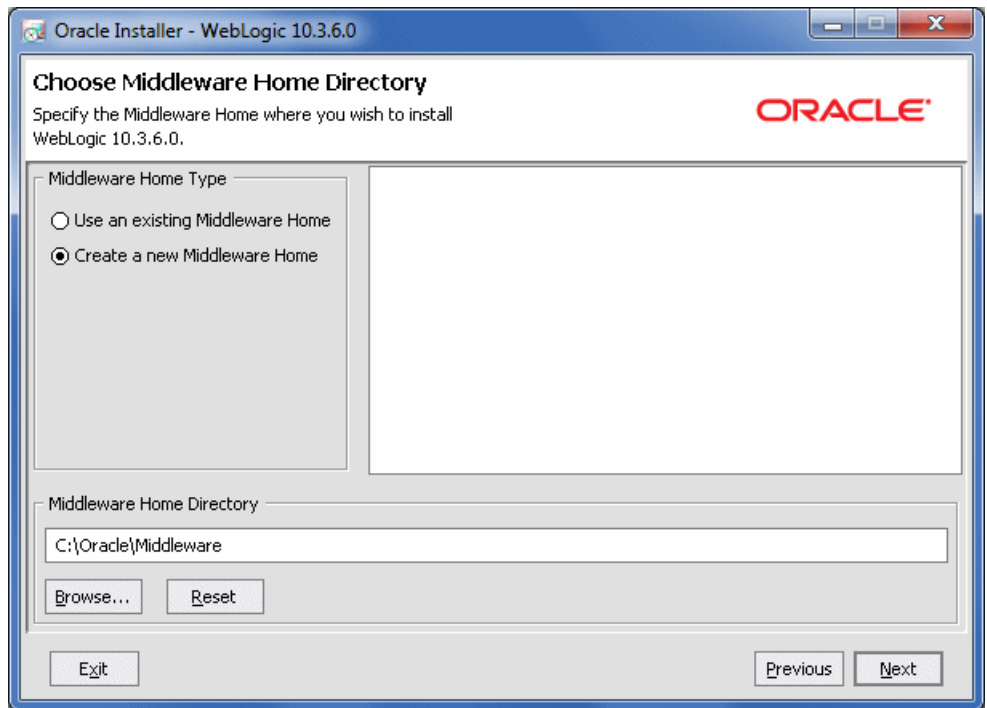 Oracle Installer - WebLogic 10.3.6.0
Choose Middleware Home Directory
Specify the Middleware Home where you wish to install
WebLogic 10.3.6.0.
ORACLE
Middleware Home Type
Use an existing Middleware Home
Create a new Middleware Home
Middleware Home Directory
C:\Oracle\Middleware
Browse...
Reset
Exit
Previous
Next